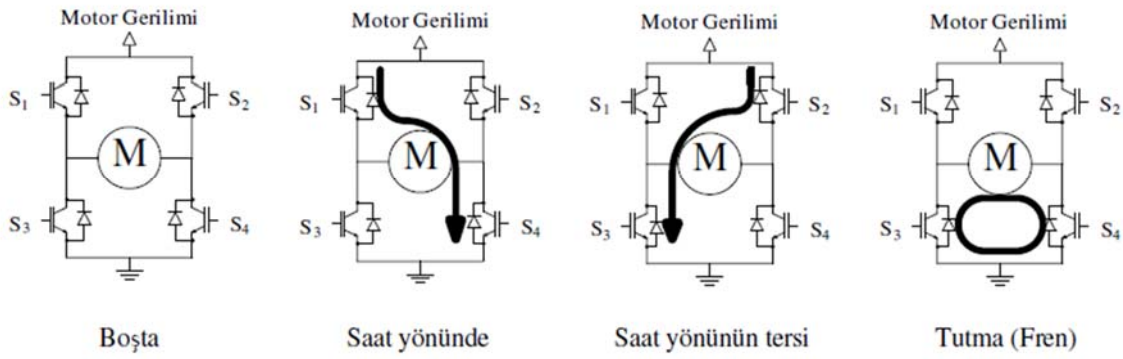 Motor Gerilimi Motor Gerilimi Motor Gerilimi Motor Gerilimi
S1 S2 S1 S2 S1 S2 S1 S2
M M M M
S3 S4 S3 S4 S3 S4 S3 S4
Boşta Saat yönünde Saat yönünün tersi Tutma (Fren)